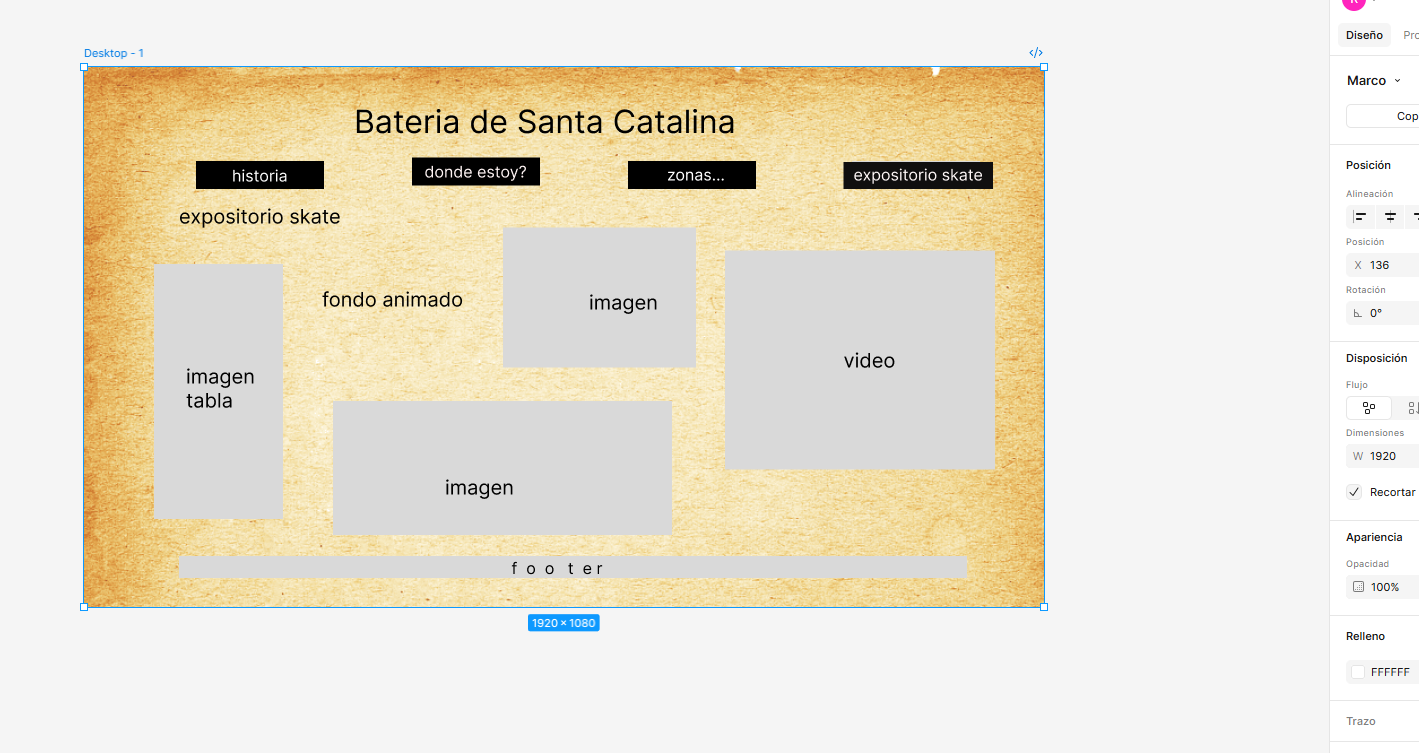 Desktop - 1
</>
Bateria de Santa Catalina
historia
donde estoy?
zonas...
expositorio skate
expositorio skate
imagen
tabla
fondo animado
imagen
video
imagen
footer
1920 × 1080
Diseño
Marco
Posición
Alineación
Posición
X 136
Rotación
0°
Disposición
Flujo
Dimensiones
W 1920
Recortar
Apariencia
Opacidad
100%
Relleno
FFFFFF
Trazo